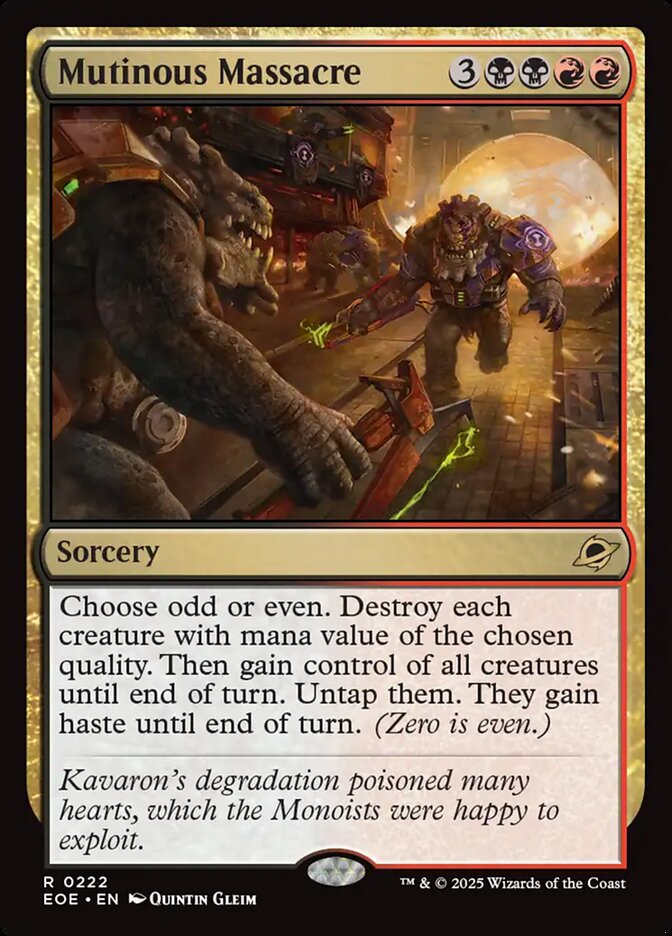 Mutinous Massacre 3
Sorcery
Choose odd or even. Destroy each
creature with mana value of the chosen
quality. Then gain control of all creatures
until end of turn. Untap them. They gain
haste until end of turn. (Zero is even.)
Kavaron's degradation poisoned many
hearts, which the Monoists were happy to
exploit.
R 0222
EOE • EN Quintin Gleim
™ & © 2025 Wizards of the Coast